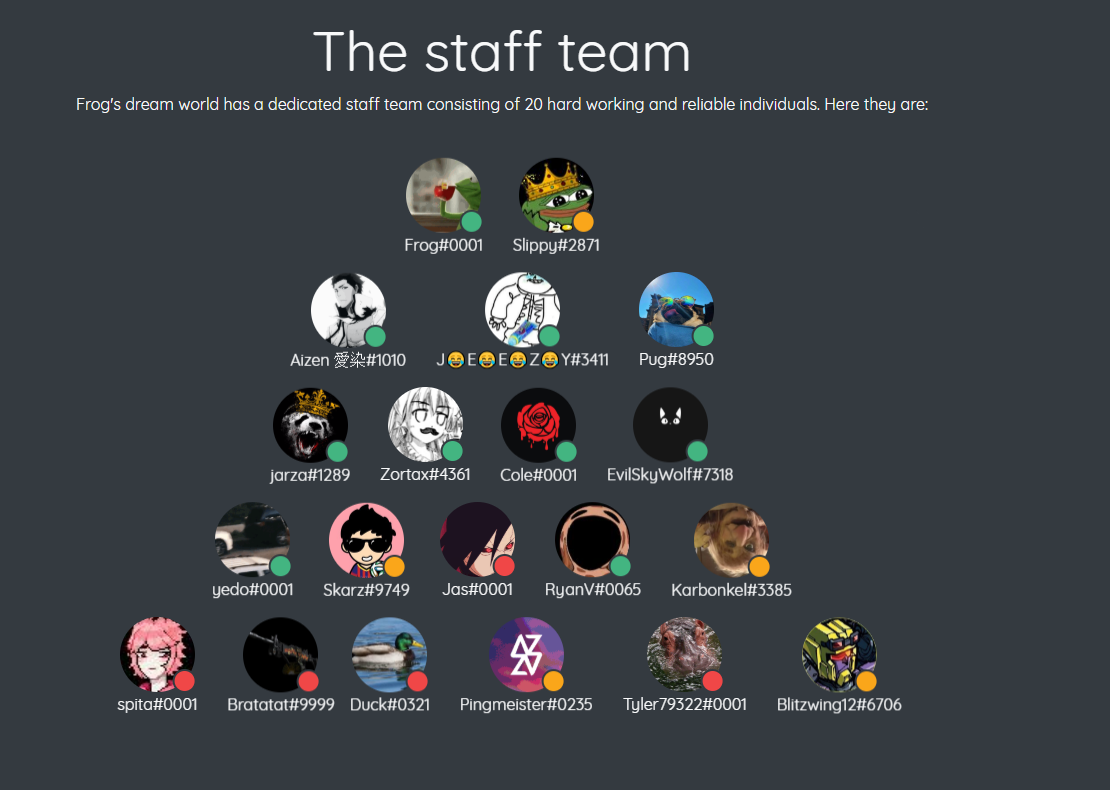 The staff team
Frog's dream world has a dedicated staff team consisting of 20 hard working and reliable individuals. Here they are:
Frog#0001 Slippy#2871
Aizen 愛染#1010 J😂E😂E😂Z😂Y#3411 Pug#8950
jarza#1289 Zortax#4361 Cole#0001 EvilSkyWolf#7318
yedo#0001 Skarz#9749 Jas#0001 RyanV#0065 Karbonkel#3385
spita#0001 Bratatat#9999 Duck#0321 Pingmeister#0235 Tyler79322#0001 Blitzwing12#6706